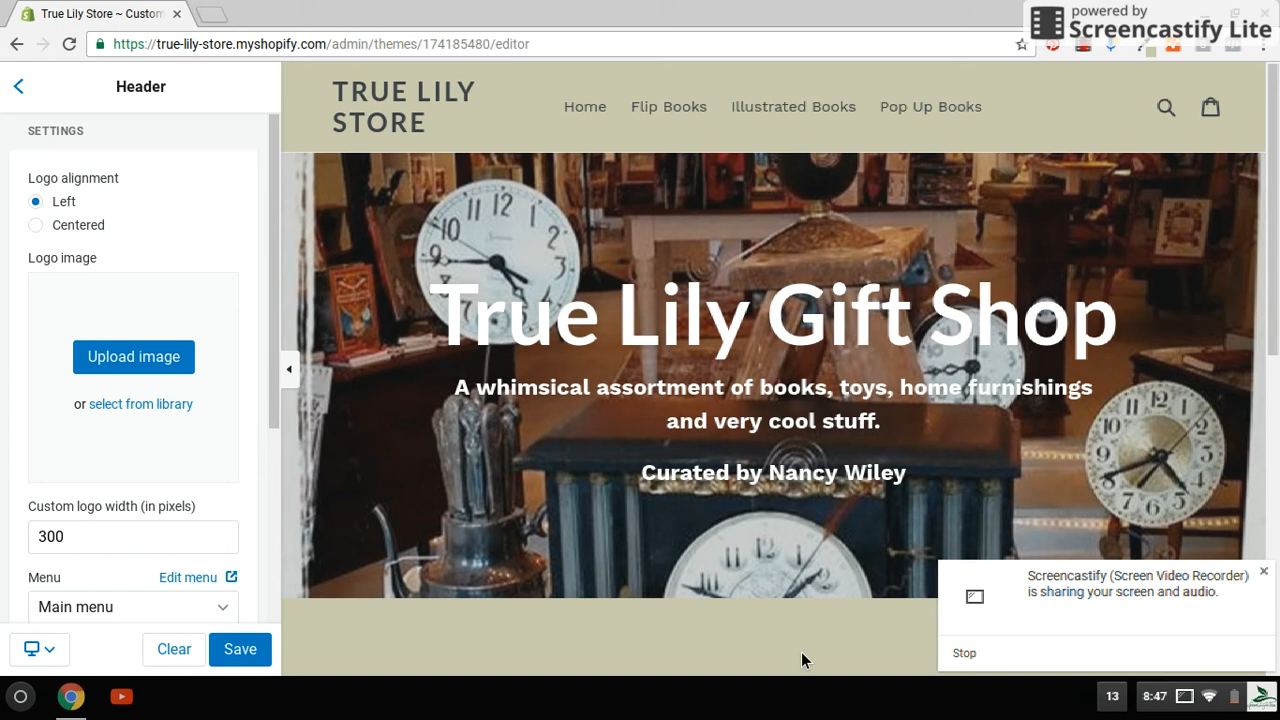 True Lily Store ~ Custom
powered by
Screencastify Lite
https://true-lily-store.myshopify.com/admin/themes/174185480/editor
Header
SETTINGS
Logo alignment
Left
Centered
Logo image
Upload image
or select from library
Custom logo width (in pixels)
300
Menu
Edit menu
Main menu
Clear
Save
TRUE LILY
STORE
Home
Flip Books
Illustrated Books
Pop Up Books
True Lily Gift Shop
A whimsical assortment of books, toys, home furnishings
and very cool stuff.
Curated by Nancy Wiley
Screencastify (Screen Video Recorder)
is sharing your screen and audio.
Stop
13
8:47